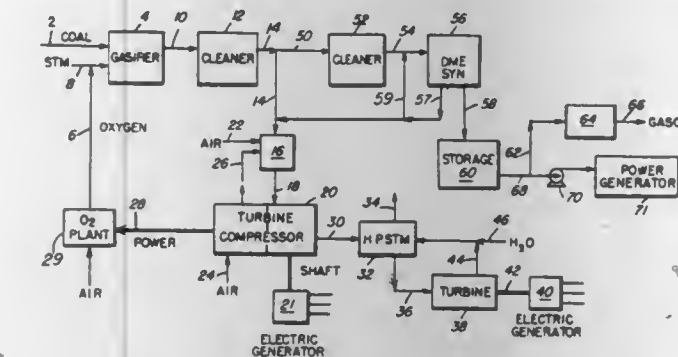 2 COAL
STM
8
4
GASIFIER
10
12
CLEANER
14
50
52
CLEANER
54
56
DME SYN
14
59
57
58
6
OXYGEN
22
AIR
26
16
18
STORAGE
60
62
64
66
GASO
68
70
POWER GENERATOR
71
O2 PLANT
29
28
POWER
AIR
20
TURBINE COMPRESSOR
24
AIR
SHAFT
21
ELECTRIC GENERATOR
30
34
H P STM
32
36
46
H2O
44
TURBINE
38
42
40
ELECTRIC GENERATOR